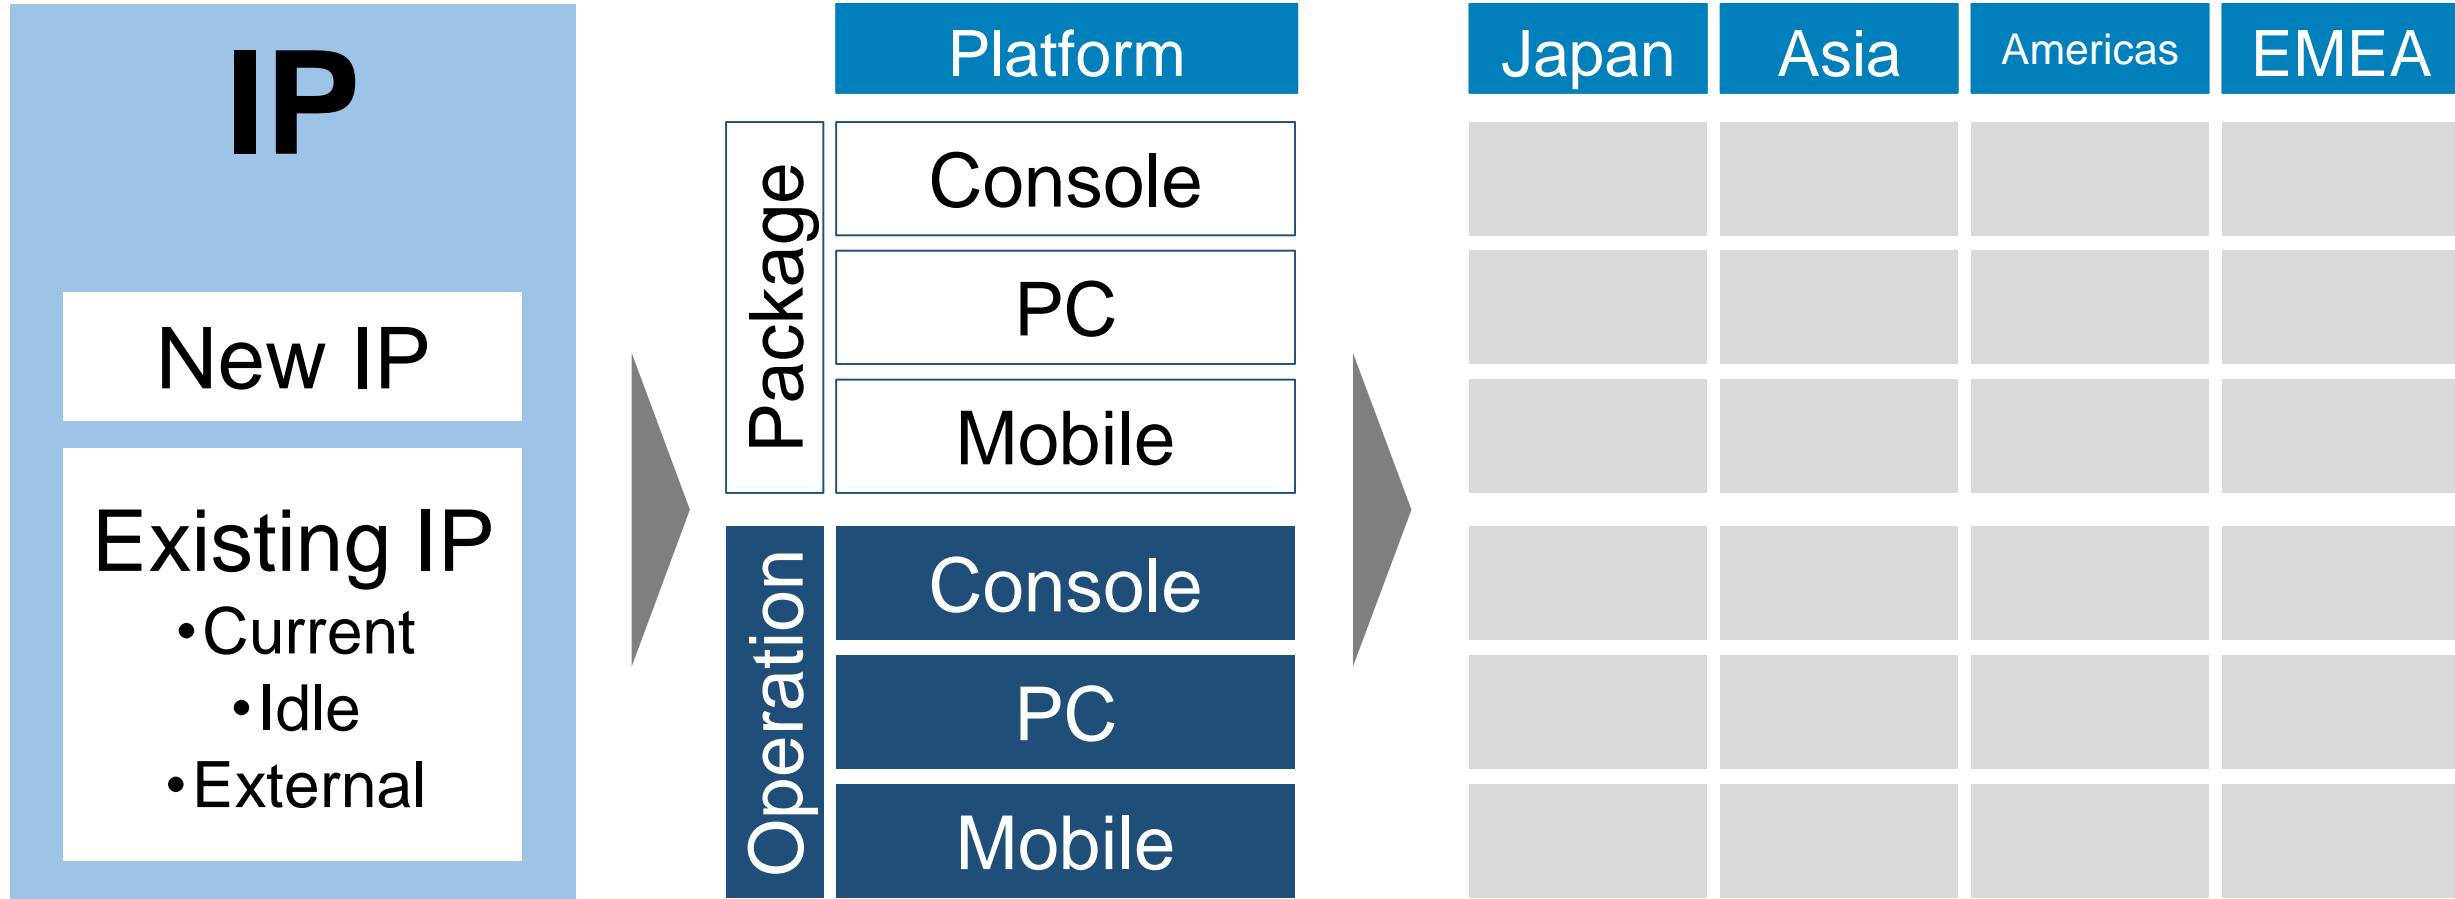 IP
New IP
Existing IP
•Current
•Idle
•External
Platform
Package
Console
PC
Mobile
Operation
Console
PC
Mobile
Japan
Asia
Americas
EMEA